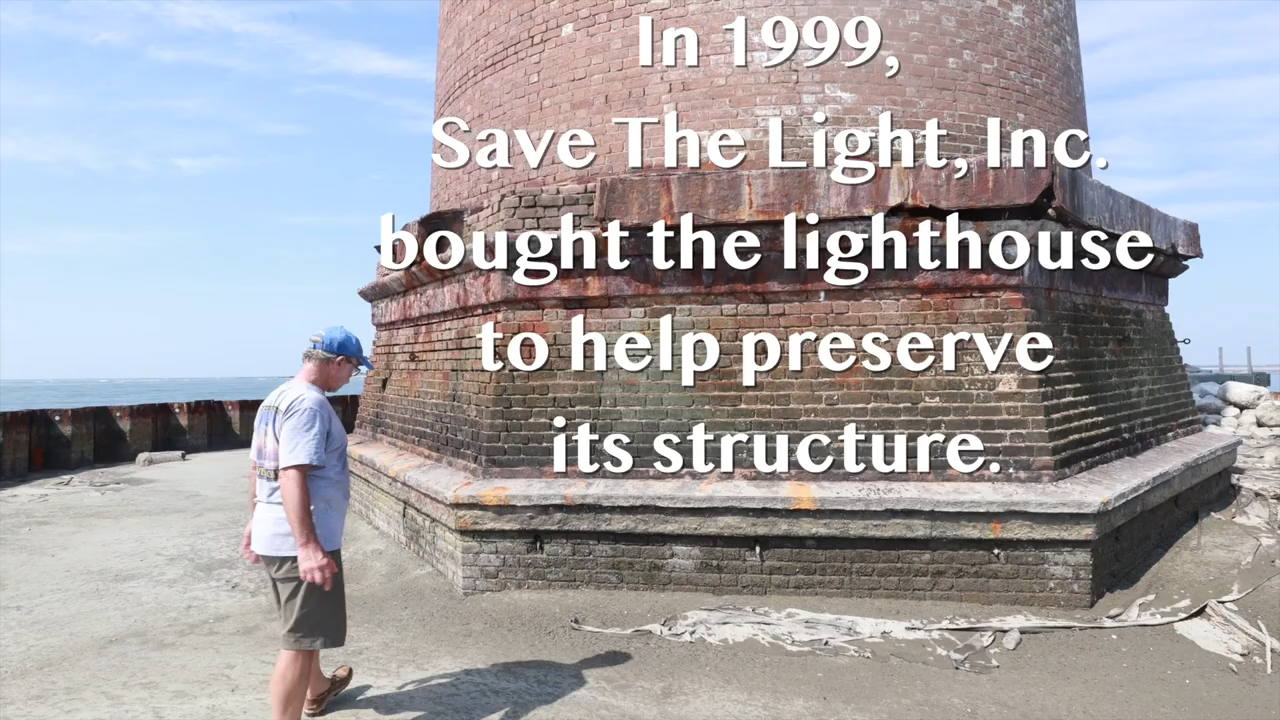 In 1999,
Save The Light, Inc.
bought the lighthouse
to help preserve
its structure.